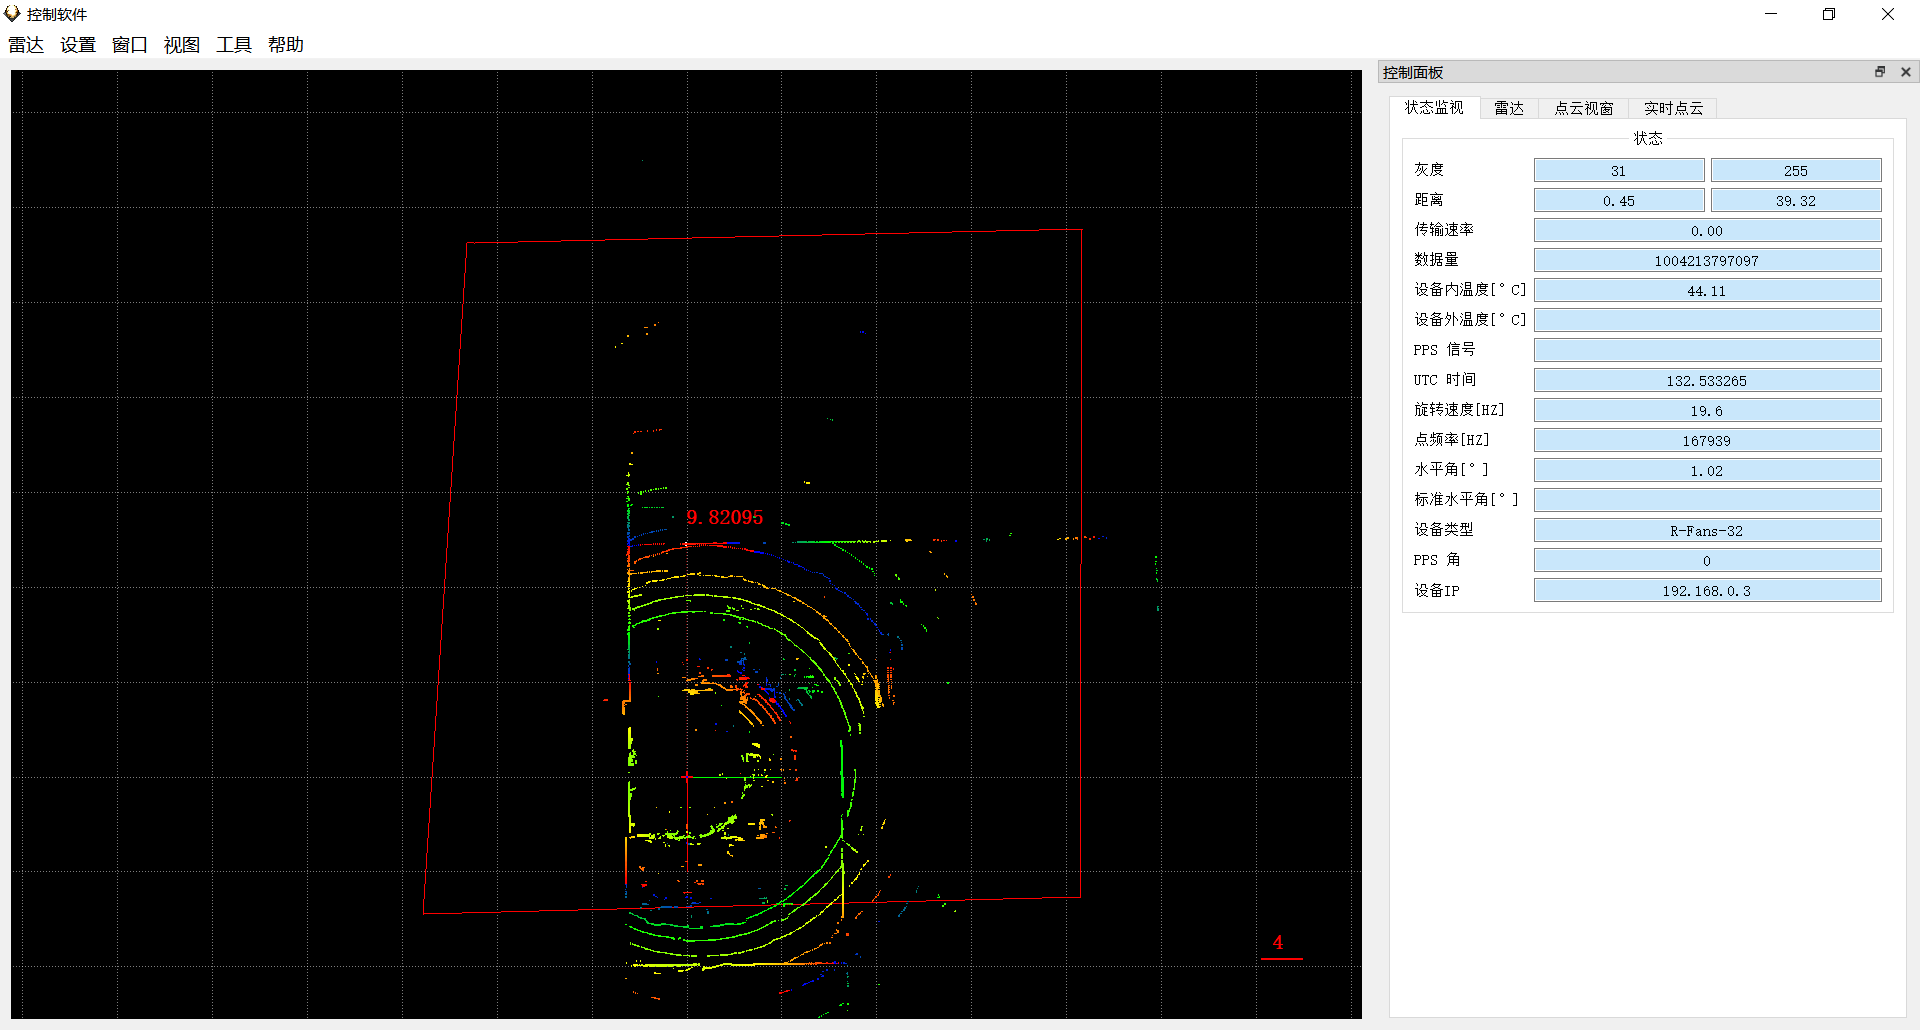 控制软件
雷达 设置 窗口 视图 工具 帮助
9.82095
4
控制面板
状态监视 雷达 点云视窗 实时点云
状态
灰度 31 255
距离 0.45 39.32
传输速率 0.00
数据量 1004213797097
设备内温度[°C] 44.11
设备外温度[°C]
PPS 信号
UTC 时间 132.533265
旋转速度[HZ] 19.6
点频率[HZ] 167939
水平角[°] 1.02
标准水平角[°]
设备类型 R-Fans-32
PPS 角 0
设备IP 192.168.0.3